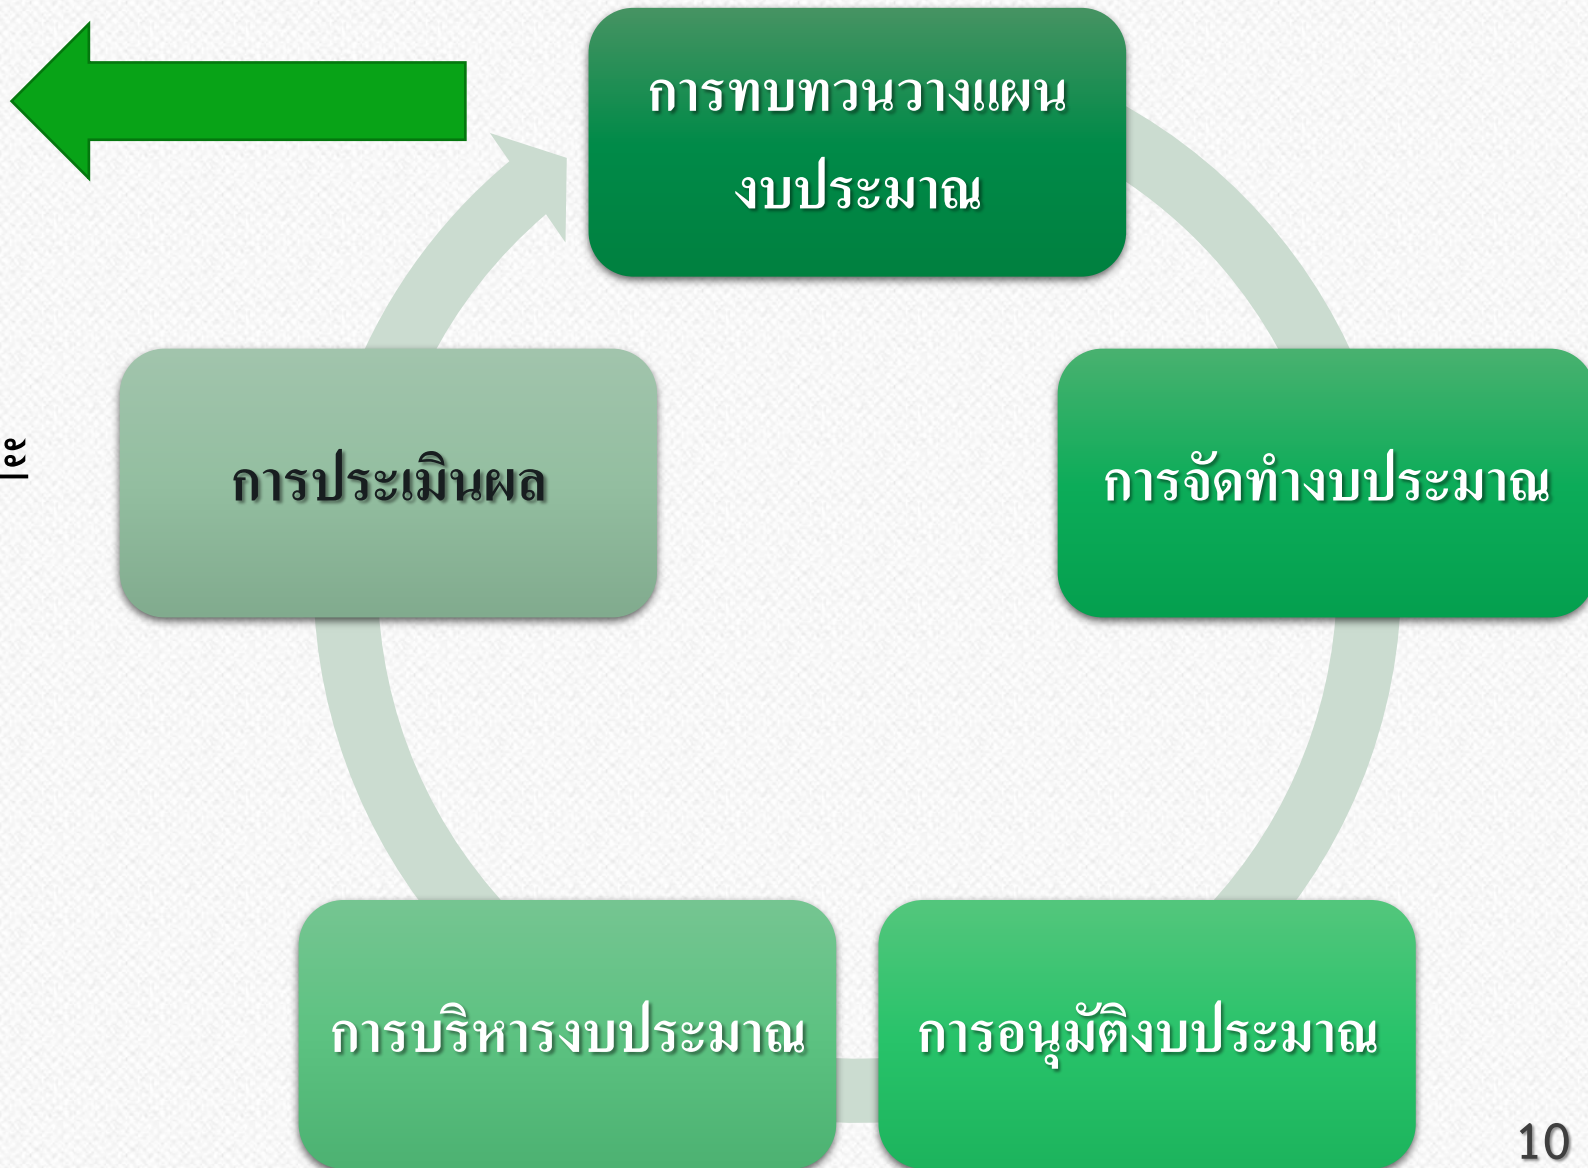 การทบทวนวางแผน
งบประมาณ
การประเมินผล
การจัดทำงบประมาณ
การบริหารงบประมาณ
การอนุมัติงบประมาณ
10